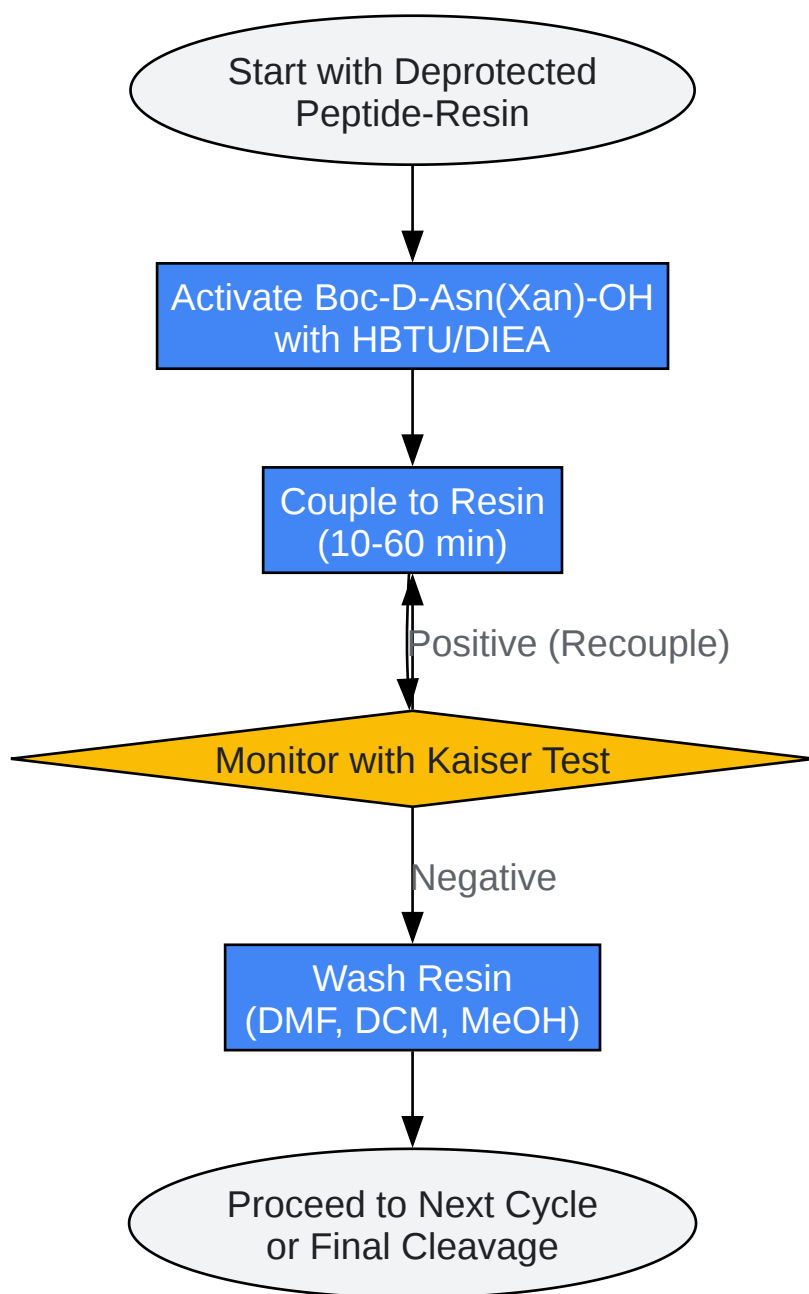 Start with Deprotected
Peptide-Resin
Activate Boc-D-Asn(Xan)-OH
with HBTU/DIEA
Couple to Resin
(10-60 min)
Positive (Recouple)
Monitor with Kaiser Test
Negative
Wash Resin
(DMF, DCM, MeOH)
Proceed to Next Cycle
or Final Cleavage